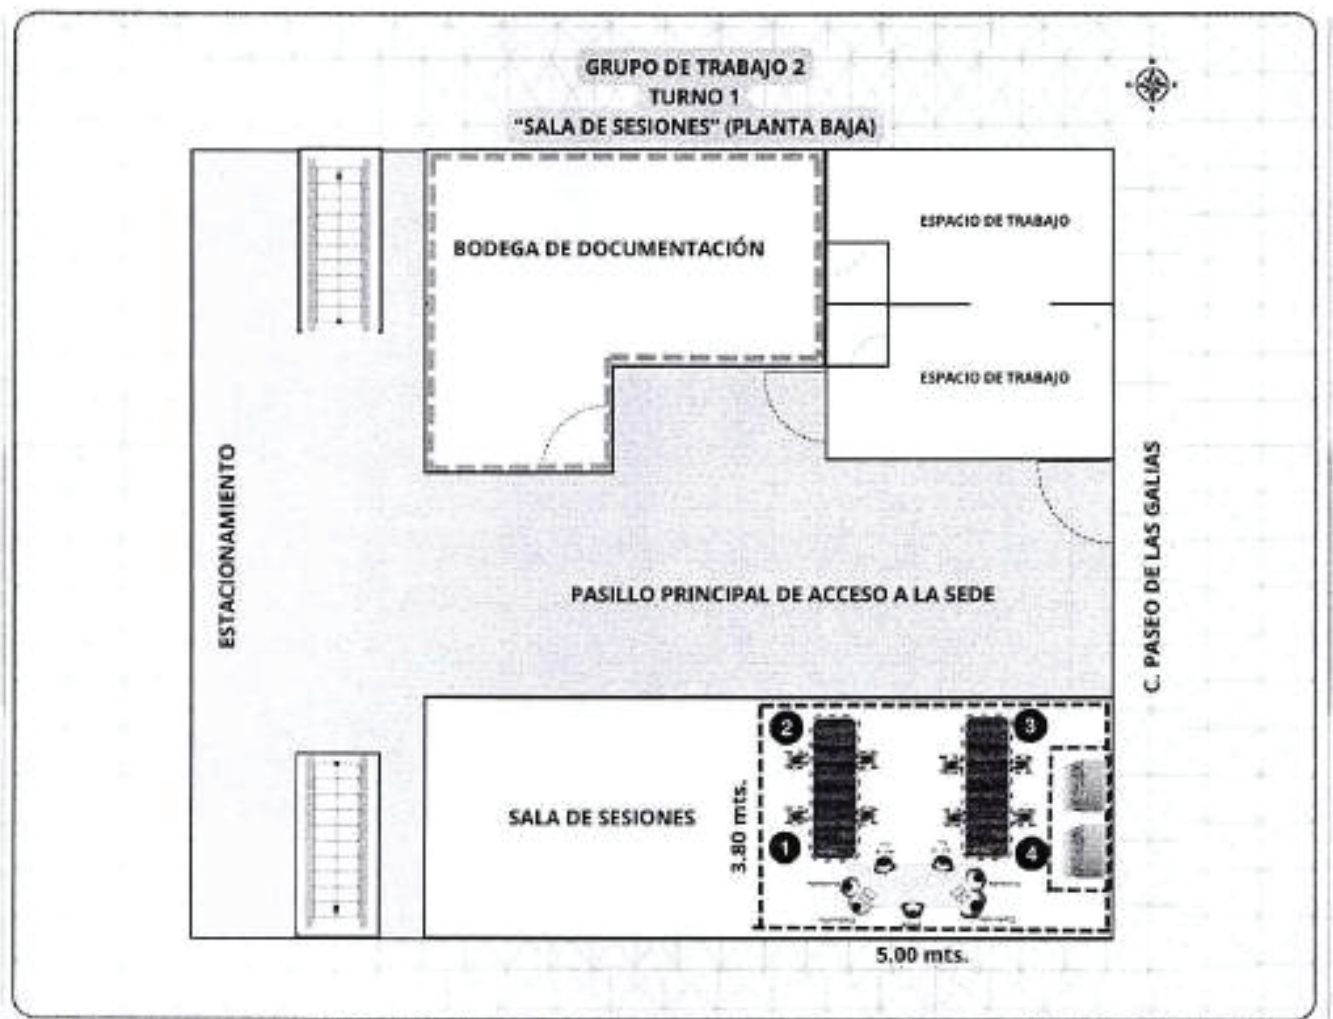 GRUPO DE TRABAJO 2
TURNO 1
"SALA DE SESIONES" (PLANTA BAJA)
ESPACIO DE TRABAJO
BODEGA DE DOCUMENTACIÓN
ESPACIO DE TRABAJO
ESTACIONAMIENTO
C. PASEO DE LAS GALIAS
PASILLO PRINCIPAL DE ACCESO A LA SEDE
2
3
SALA DE SESIONES
3.80 mts.
1
4
5.00 mts.